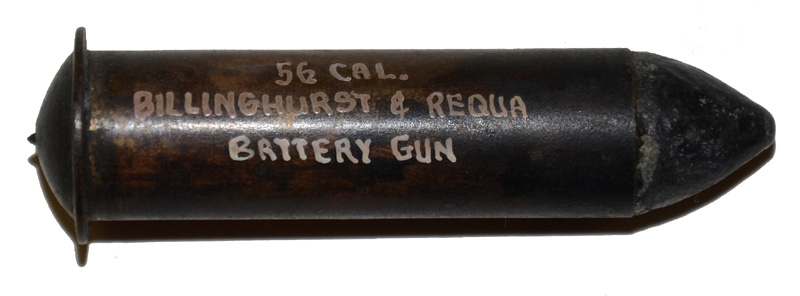 56 CAL.
BILLINGHURST & REQUA
BATTERY GUN